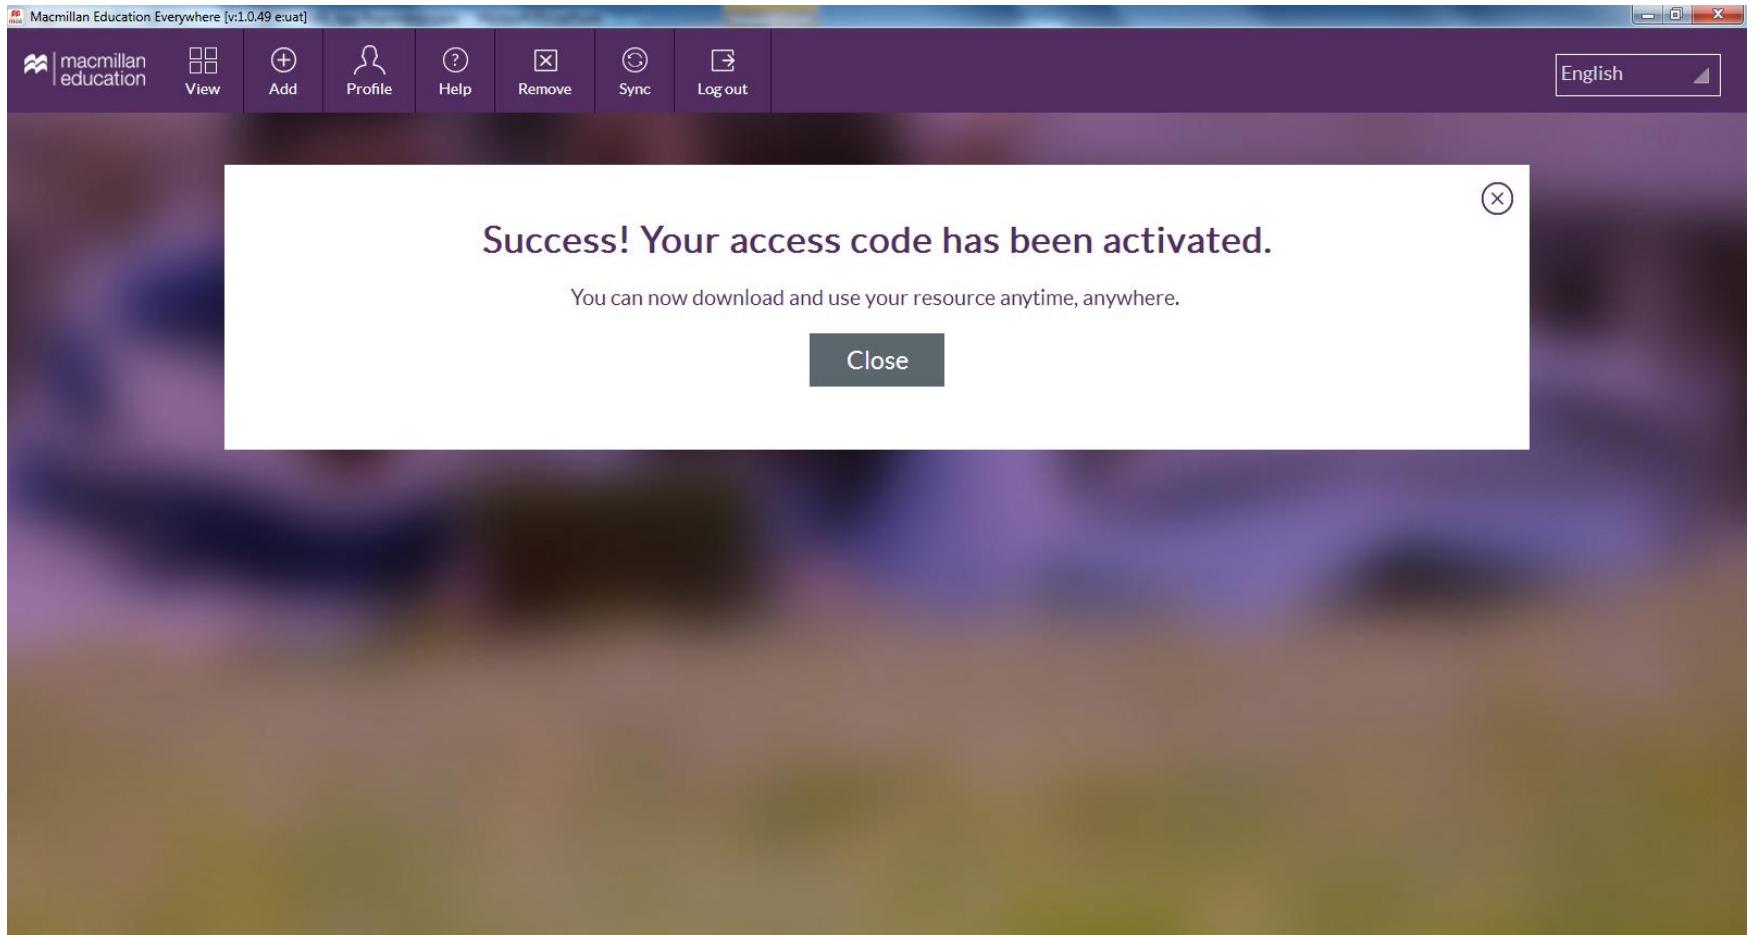 Macmillan Education Everywhere [v:1.0.49 e:uat]
macmillan
education
View
Add
Profile
Help
Remove
Sync
Log out
English
Success! Your access code has been activated.
You can now download and use your resource anytime, anywhere.
Close